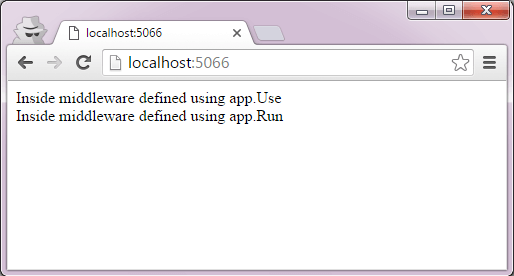 localhost:5066
localhost:5066
Inside middleware defined using app.Use
Inside middleware defined using app.Run